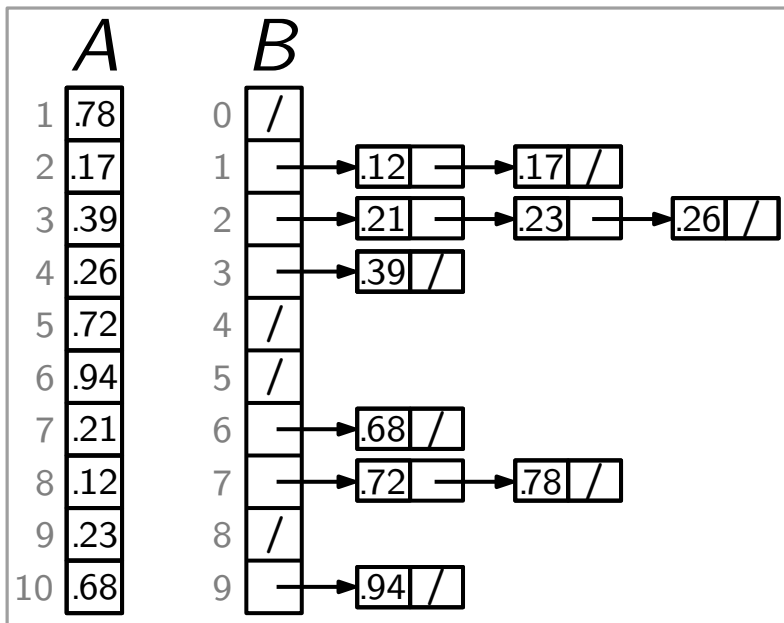 A B
1 .78 0 /
2 .17 1 .12 .17 /
3 .39 2 .21 .23 .26 /
4 .26 3 .39 /
5 .72 4 /
6 .94 5 /
7 .21 6 .68 /
8 .12 7 .72 .78 /
9 .23 8 /
10 .68 9 .94 /